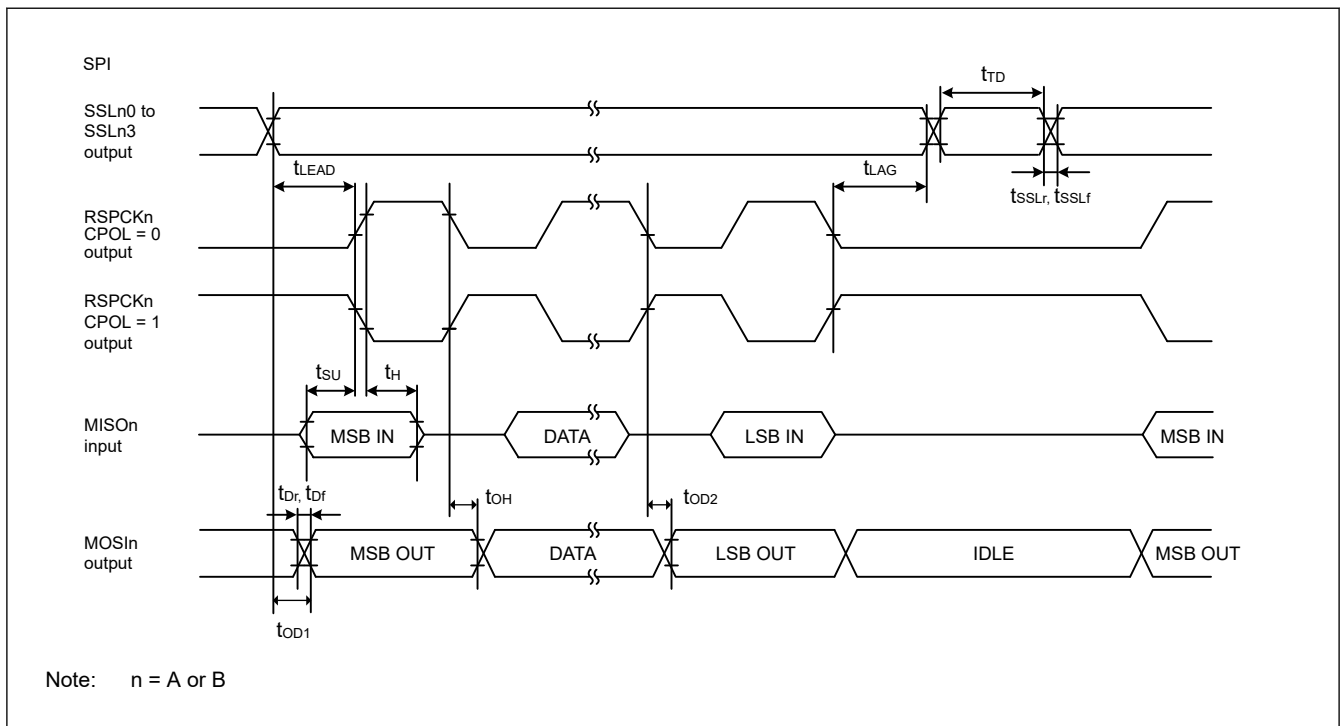 SPI
tTD
SSLn0 to
SSLn3
output
tLEAD
tLAG
tSSLr, tSSLf
RSPCKn
CPOL = 0
output
RSPCKn
CPOL = 1
output
tSU
tH
MISOn
input
MSB IN
DATA
LSB IN
MSB IN
tDr, tDf
tOH
tOD2
MOSIn
output
MSB OUT
DATA
LSB OUT
IDLE
MSB OUT
tOD1
Note: n = A or B